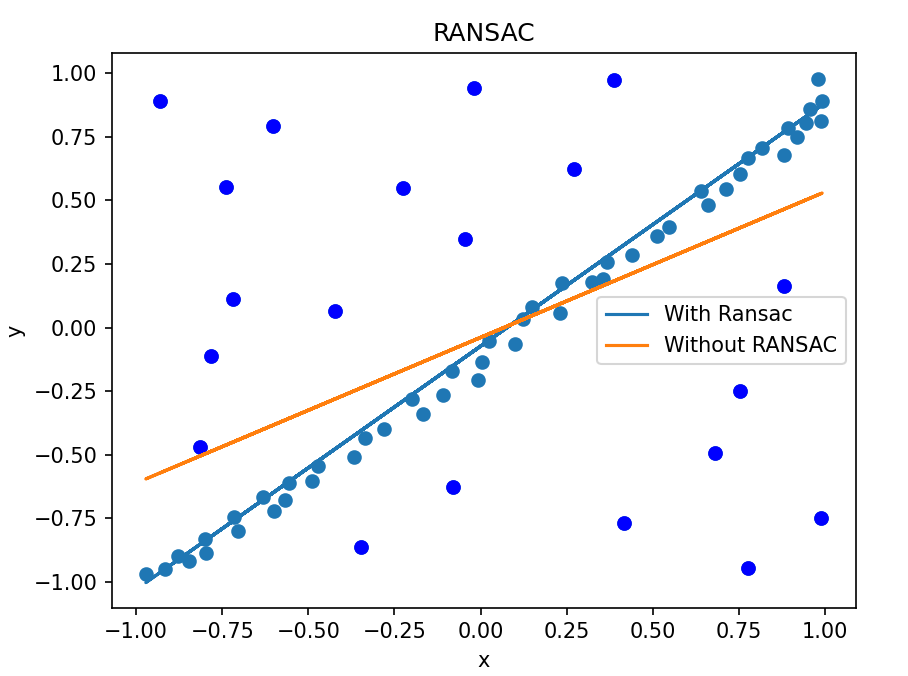 RANSAC
1.00
0.75
0.50
0.25
0.00
−0.25
−0.50
−0.75
−1.00
y
With Ransac
Without RANSAC
−1.00 −0.75 −0.50 −0.25 0.00 0.25 0.50 0.75 1.00
x